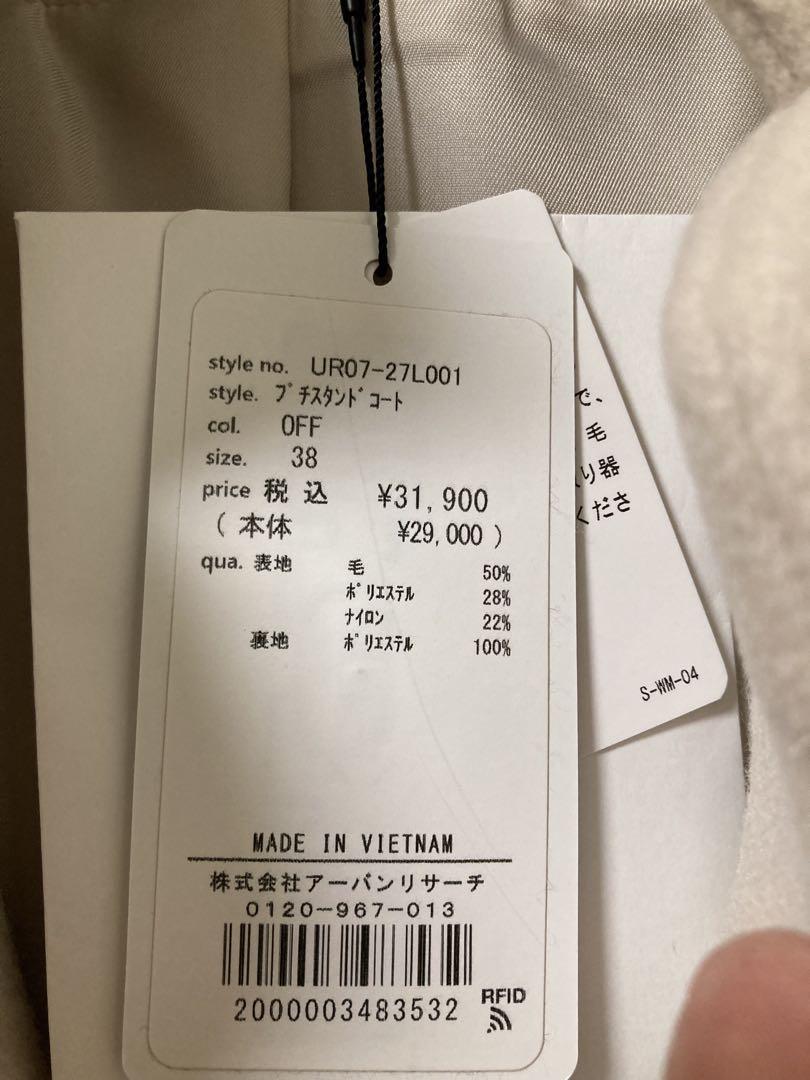 style no. UR07-27L001
style. ﾌﾟﾁｽﾀﾝﾄﾞｺｰﾄ
col. OFF
size. 38
price 税 込 ¥31,900
( 本体 ¥29,000 )
qua. 表地 毛 50%
ﾎﾟﾘｴｽﾃﾙ 28%
ﾅｲﾛﾝ 22%
裏地 ﾎﾟﾘｴｽﾃﾙ 100%
MADE IN VIETNAM
株式会社アーバンリサーチ
0120-967-013
2000003483532
RFID
で、
毛
り器
くださ
S-WM-04